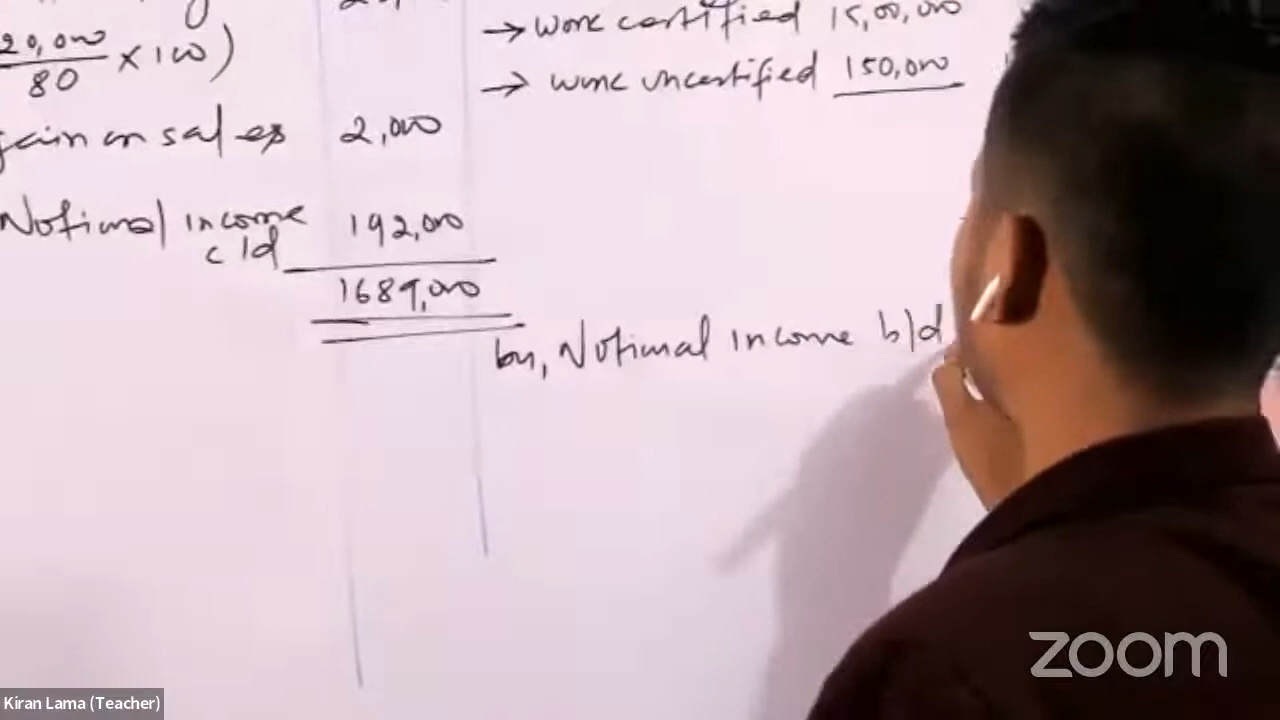 20,000
80
×100)
gain on sales 2,000
Notional income 192,000
c/d
1689,000
→ work certified 15,00,000
→ work uncertified 150,000
by, Notional income b/d
Kiran Lama (Teacher)
zoom